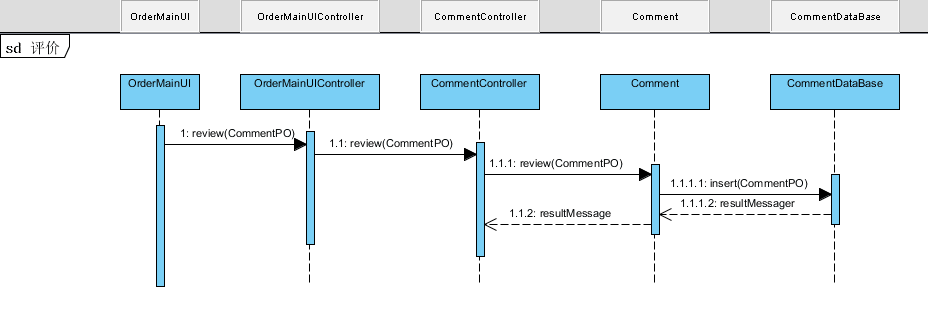 OrderMainUI OrderMainUIController CommentController Comment CommentDataBase
sd 评价
OrderMainUI OrderMainUIController CommentController Comment CommentDataBase
1: review(CommentPO)
1.1: review(CommentPO)
1.1.1: review(CommentPO)
1.1.1.1: insert(CommentPO)
1.1.1.2: resultMessager
1.1.2: resultMessage